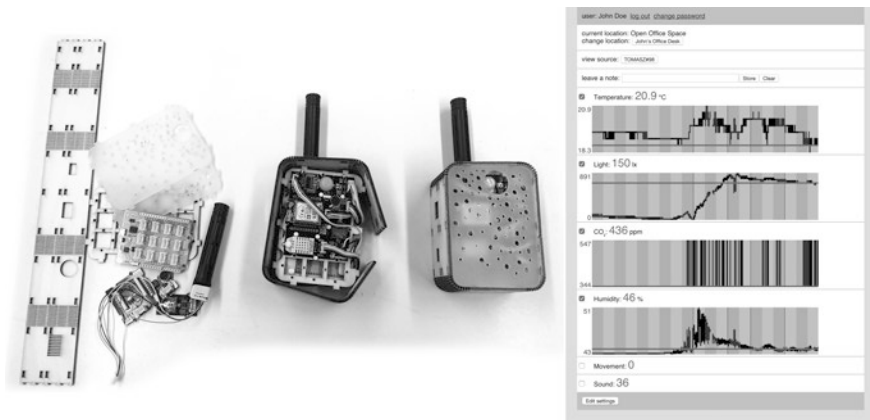 user: John Doe log out change password
current location: Open Office Space
change location: John's Office Desk
view source: TOMASZ#98
leave a note: Store Clear
Temperature: 20.9 °C
20.9
18.3
Light: 150 lx
891
0
CO₂: 436 ppm
547
344
Humidity: 46 %
51
43
Movement: 0
Sound: 36
Edit settings